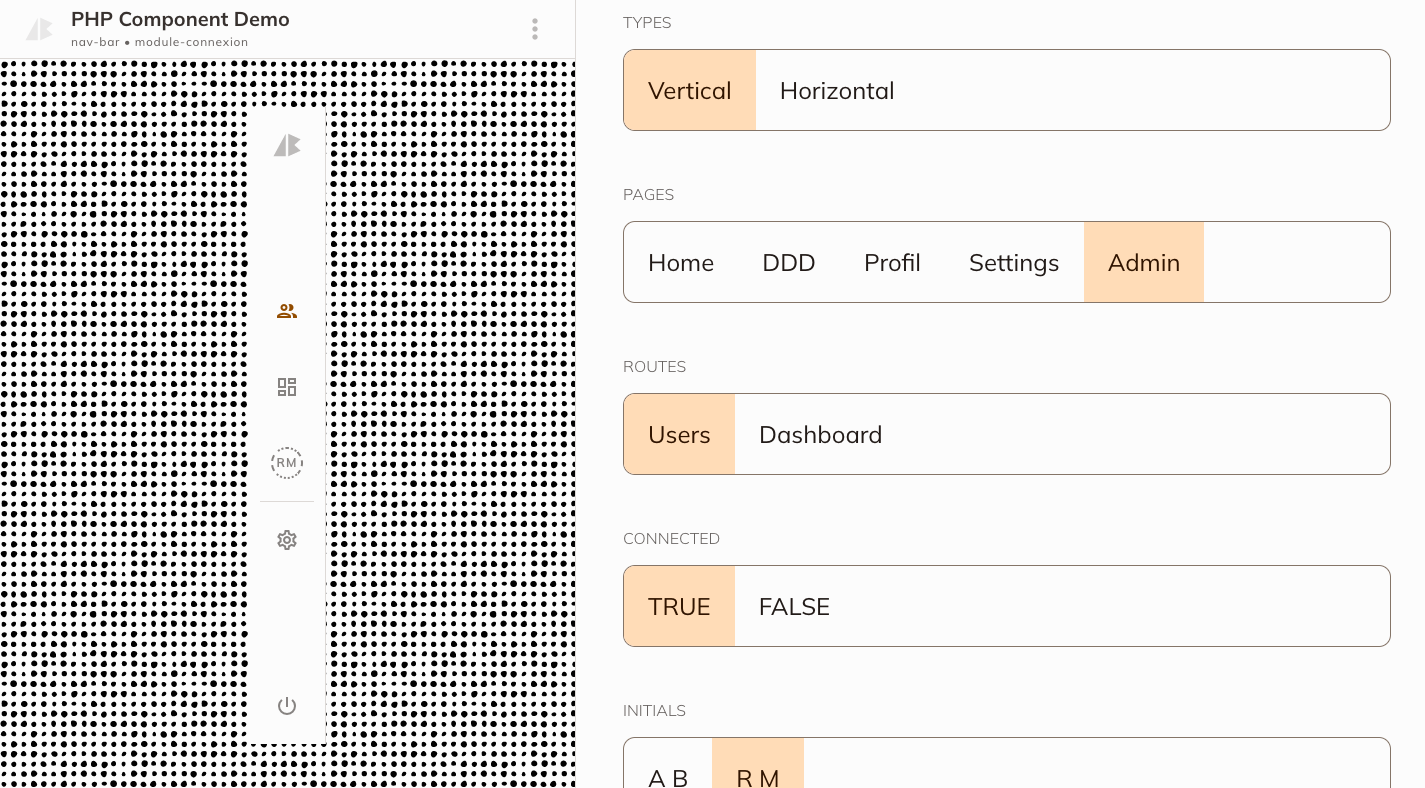 PHP Component Demo
nav-bar • module-connexion
RM
TYPES
Vertical Horizontal
PAGES
Home DDD Profil Settings Admin
ROUTES
Users Dashboard
CONNECTED
TRUE FALSE
INITIALS
A B R M